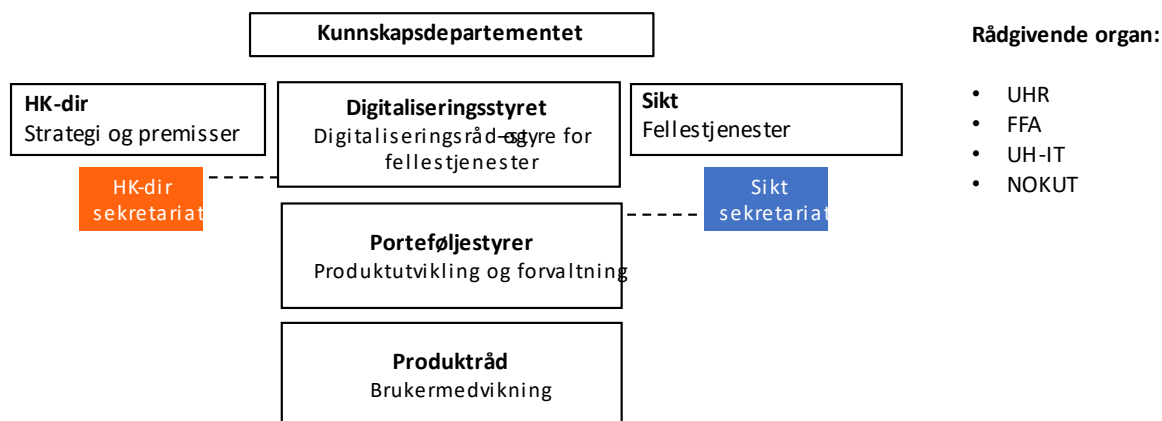 Kunnskapsdepartementet
HK-dir
Strategi og premisser
Digitaliseringsstyret
Digitaliseringsråd og -styre for
fellestjenester
Sikt
Fellestjenester
HK-dir
sekretariat
Sikt
sekretariat
Porteføljestyrer
Produktutvikling og forvaltning
Produktråd
Brukermedvikning
Rådgivende organ:
• UHR
• FFA
• UH-IT
• NOKUT